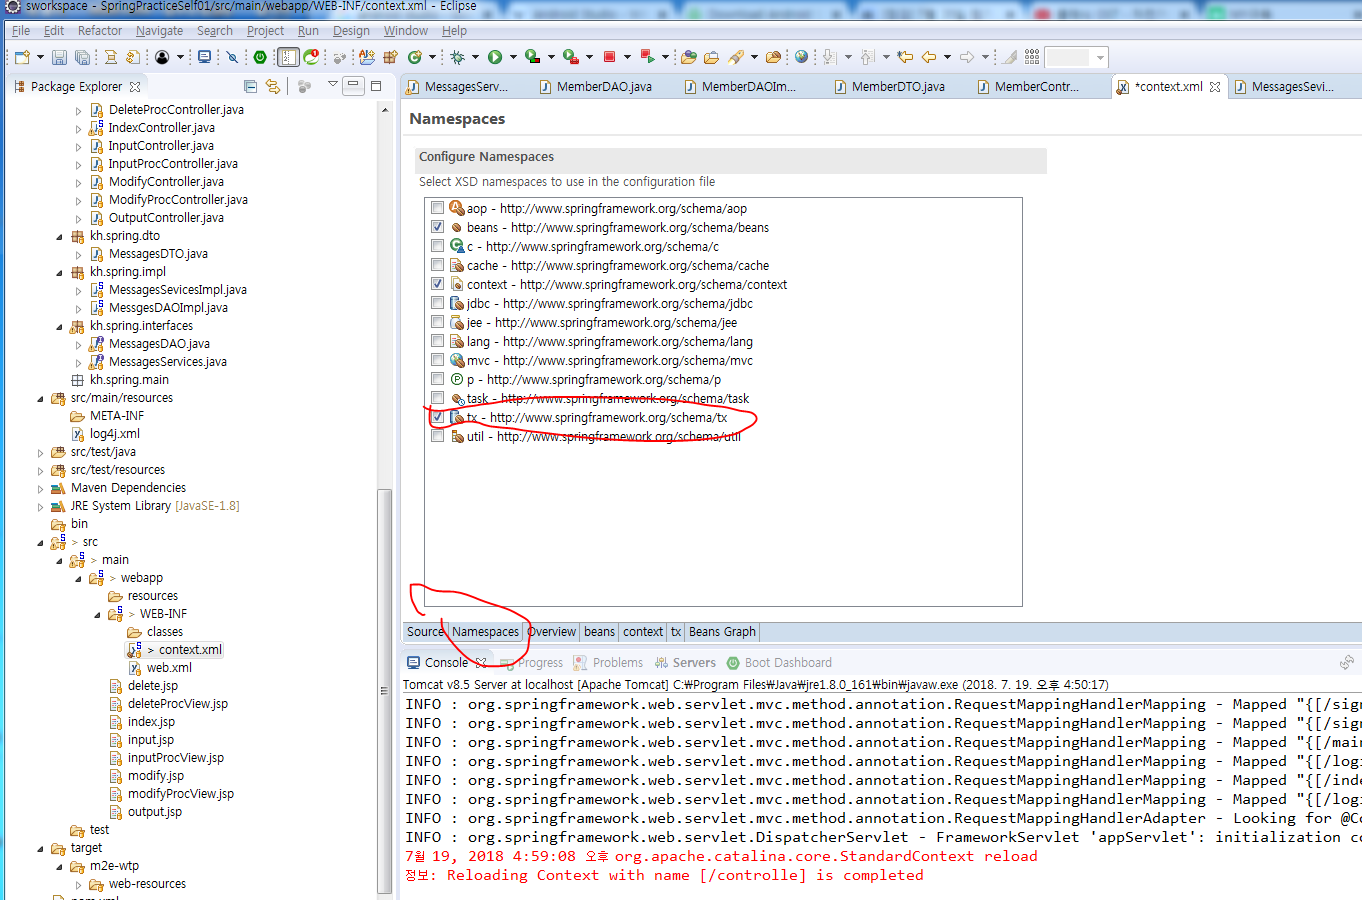 sworkspace - SpringPracticeSelf01/src/main/webapp/WEB-INF/context.xml - Eclipse
File Edit Refactor Navigate Search Project Run Design Window Help
Package Explorer
MessagesServ...
MemberDAO.java
MemberDAOIm...
MemberDTO.java
MemberContr...
*context.xml
MessagesSevi...
DeleteProcController.java
IndexController.java
InputController.java
InputProcController.java
ModifyController.java
ModifyProcController.java
OutputController.java
kh.spring.dto
MessagesDTO.java
kh.spring.impl
MessagesSevicesImpl.java
MessgesDAOImpl.java
kh.spring.interfaces
MessagesDAO.java
MessagesServices.java
kh.spring.main
src/main/resources
META-INF
log4j.xml
src/test/java
src/test/resources
Maven Dependencies
JRE System Library [JavaSE-1.8]
bin
> src
> main
> webapp
resources
> WEB-INF
classes
> context.xml
web.xml
delete.jsp
deleteProcView.jsp
index.jsp
input.jsp
inputProcView.jsp
modify.jsp
modifyProcView.jsp
output.jsp
test
target
m2e-wtp
web-resources
Namespaces
Configure Namespaces
Select XSD namespaces to use in the configuration file
aop - http://www.springframework.org/schema/aop
beans - http://www.springframework.org/schema/beans
c - http://www.springframework.org/schema/c
cache - http://www.springframework.org/schema/cache
context - http://www.springframework.org/schema/context
jdbc - http://www.springframework.org/schema/jdbc
jee - http://www.springframework.org/schema/jee
lang - http://www.springframework.org/schema/lang
mvc - http://www.springframework.org/schema/mvc
p - http://www.springframework.org/schema/p
task - http://www.springframework.org/schema/task
tx - http://www.springframework.org/schema/tx
util - http://www.springframework.org/schema/util
Source Namespaces Overview beans context tx Beans Graph
Console Progress Problems Servers Boot Dashboard
Tomcat v8.5 Server at localhost [Apache Tomcat] C:₩Program Files₩Java₩jre1.8.0_161₩bin₩javaw.exe (2018. 7. 19. 오후 4:50:17)
INFO : org.springframework.web.servlet.mvc.method.annotation.RequestMappingHandlerMapping - Mapped "{[/sign
INFO : org.springframework.web.servlet.mvc.method.annotation.RequestMappingHandlerMapping - Mapped "{[/sign
INFO : org.springframework.web.servlet.mvc.method.annotation.RequestMappingHandlerMapping - Mapped "{[/main
INFO : org.springframework.web.servlet.mvc.method.annotation.RequestMappingHandlerMapping - Mapped "{[/logi
INFO : org.springframework.web.servlet.mvc.method.annotation.RequestMappingHandlerMapping - Mapped "{[/inde
INFO : org.springframework.web.servlet.mvc.method.annotation.RequestMappingHandlerMapping - Mapped "{[/logi
INFO : org.springframework.web.servlet.mvc.method.annotation.RequestMappingHandlerAdapter - Looking for @Co
INFO : org.springframework.web.servlet.DispatcherServlet - FrameworkServlet 'appServlet': initialization co
7월 19, 2018 4:59:08 오후 org.apache.catalina.core.StandardContext reload
정보: Reloading Context with name [/controlle] is completed